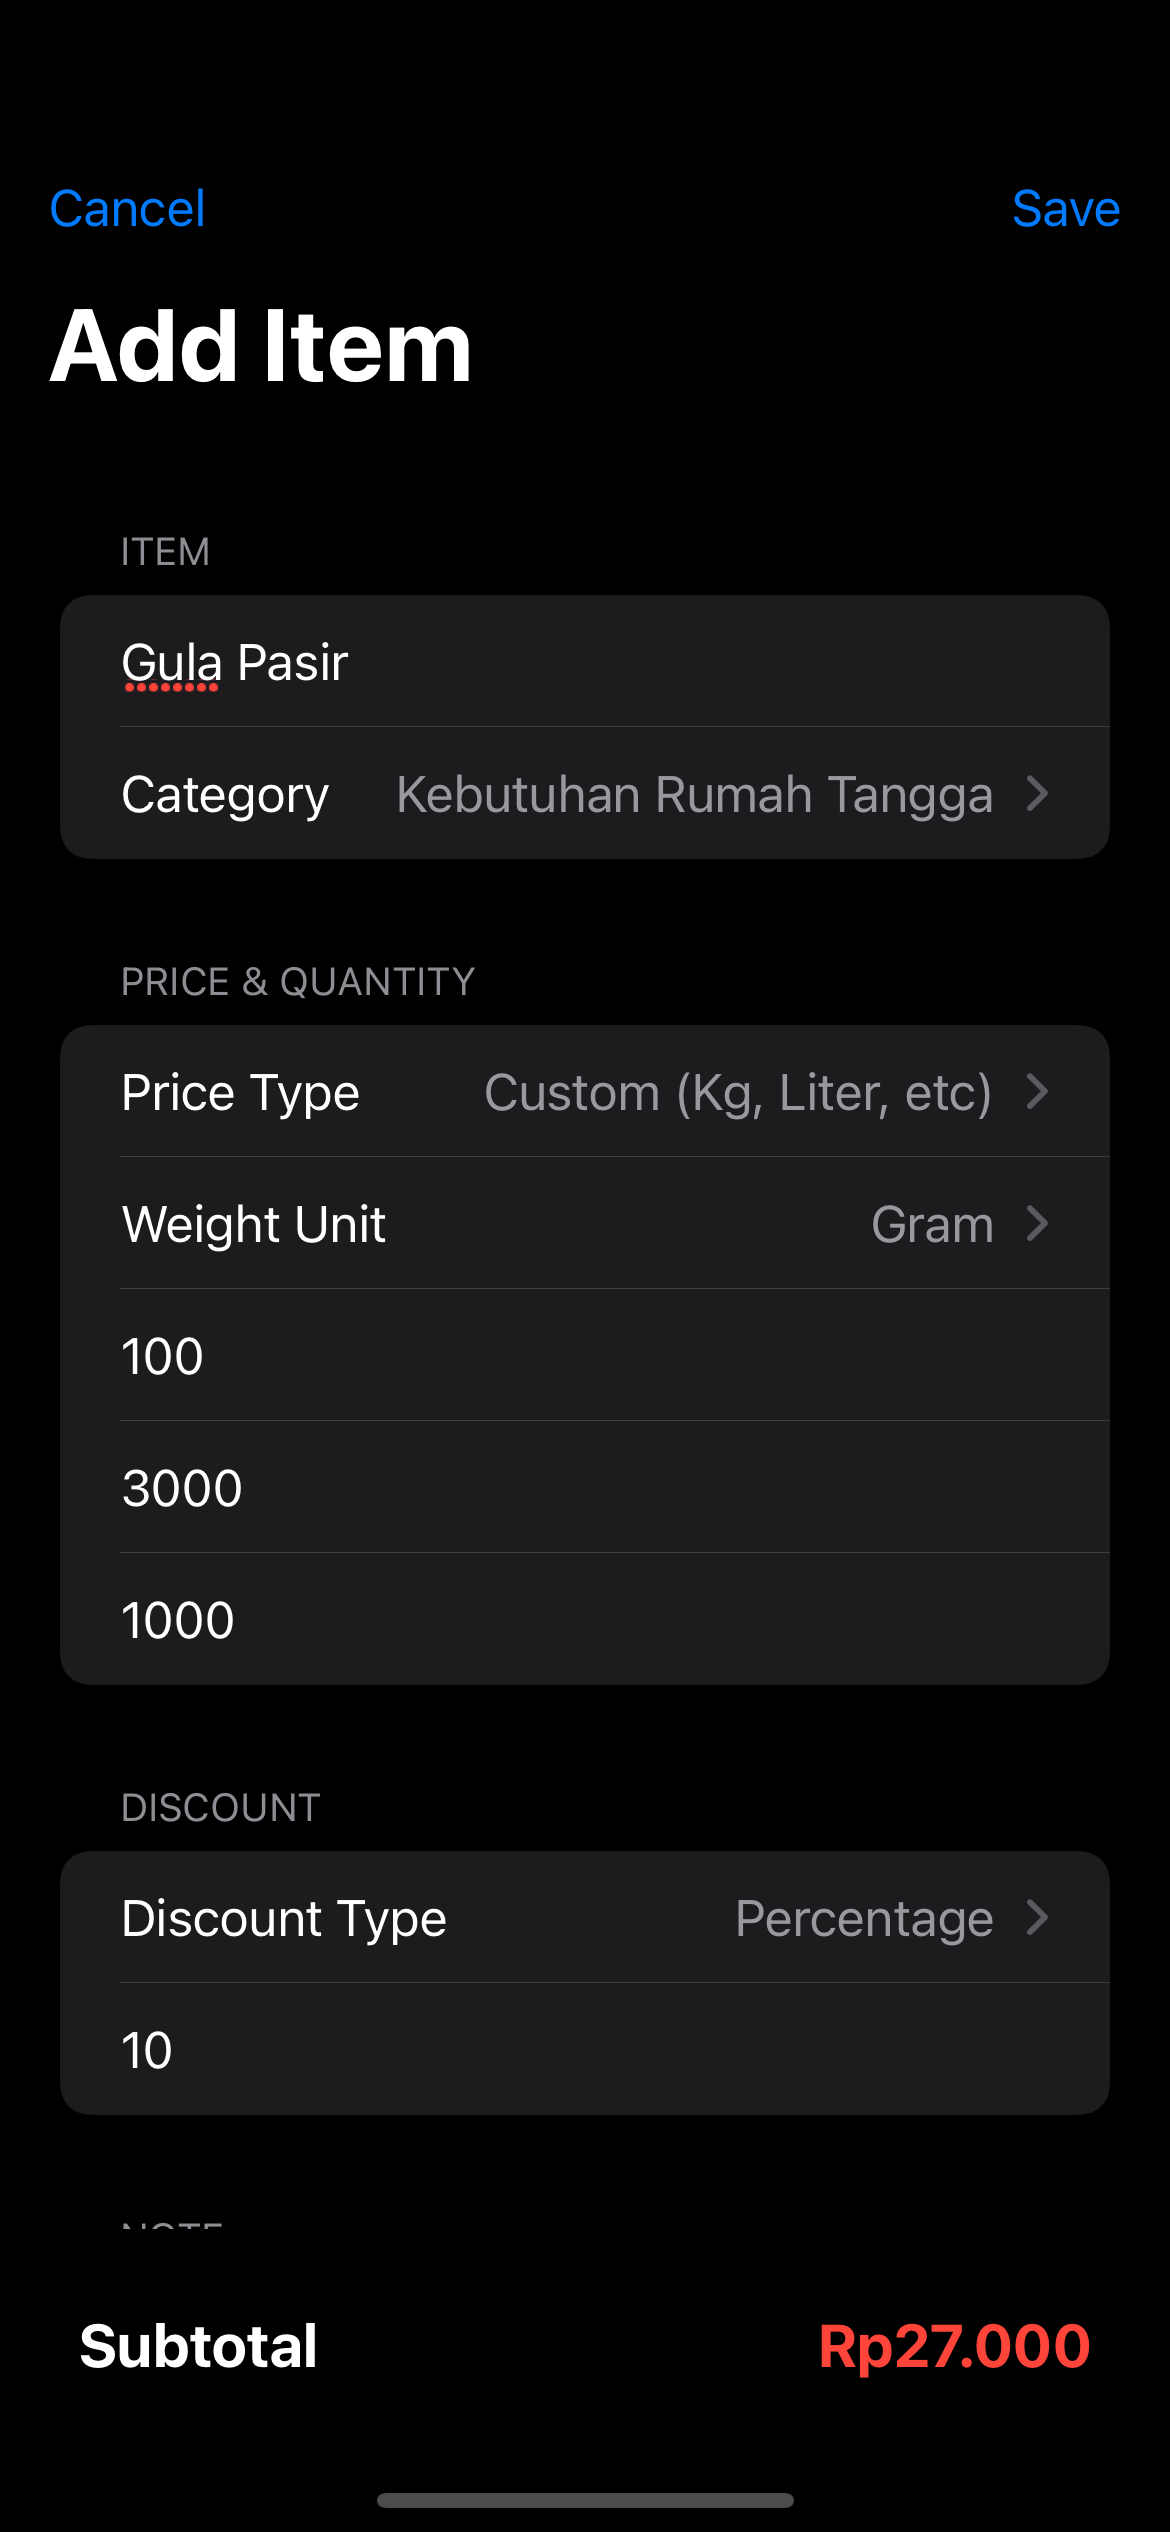 Cancel Save
Add Item
ITEM
Gula Pasir
Category Kebutuhan Rumah Tangga
PRICE & QUANTITY
Price Type Custom (Kg, Liter, etc)
Weight Unit Gram
100
3000
1000
DISCOUNT
Discount Type Percentage
10
NOTE
Subtotal Rp27.000